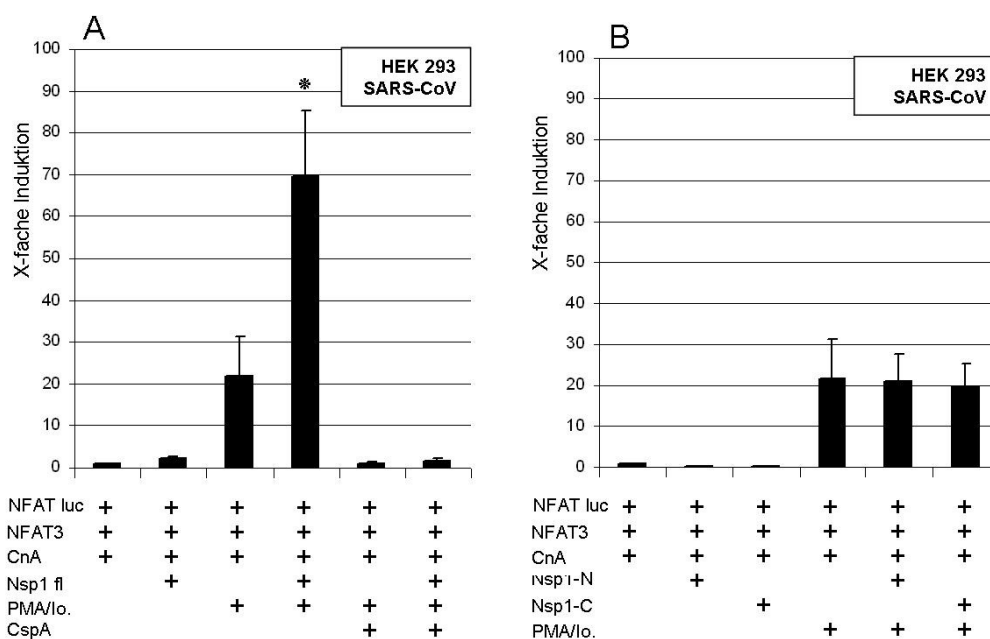 A
HEK 293
SARS-CoV
X-fache Induktion
100
90
80
70
60
50
40
30
20
10
0
*
NFAT luc + + + + + +
NFAT3 + + + + + +
CnA + + + + + +
Nsp1 fl + + +
PMA/Io. + + + +
CspA + +
B
HEK 293
SARS-CoV
X-fache Induktion
100
90
80
70
60
50
40
30
20
10
0
NFAT luc + + + + + +
NFAT3 + + + + + +
CnA + + + + + +
Nsp1-N + +
Nsp1-C + +
PMA/Io. + + +